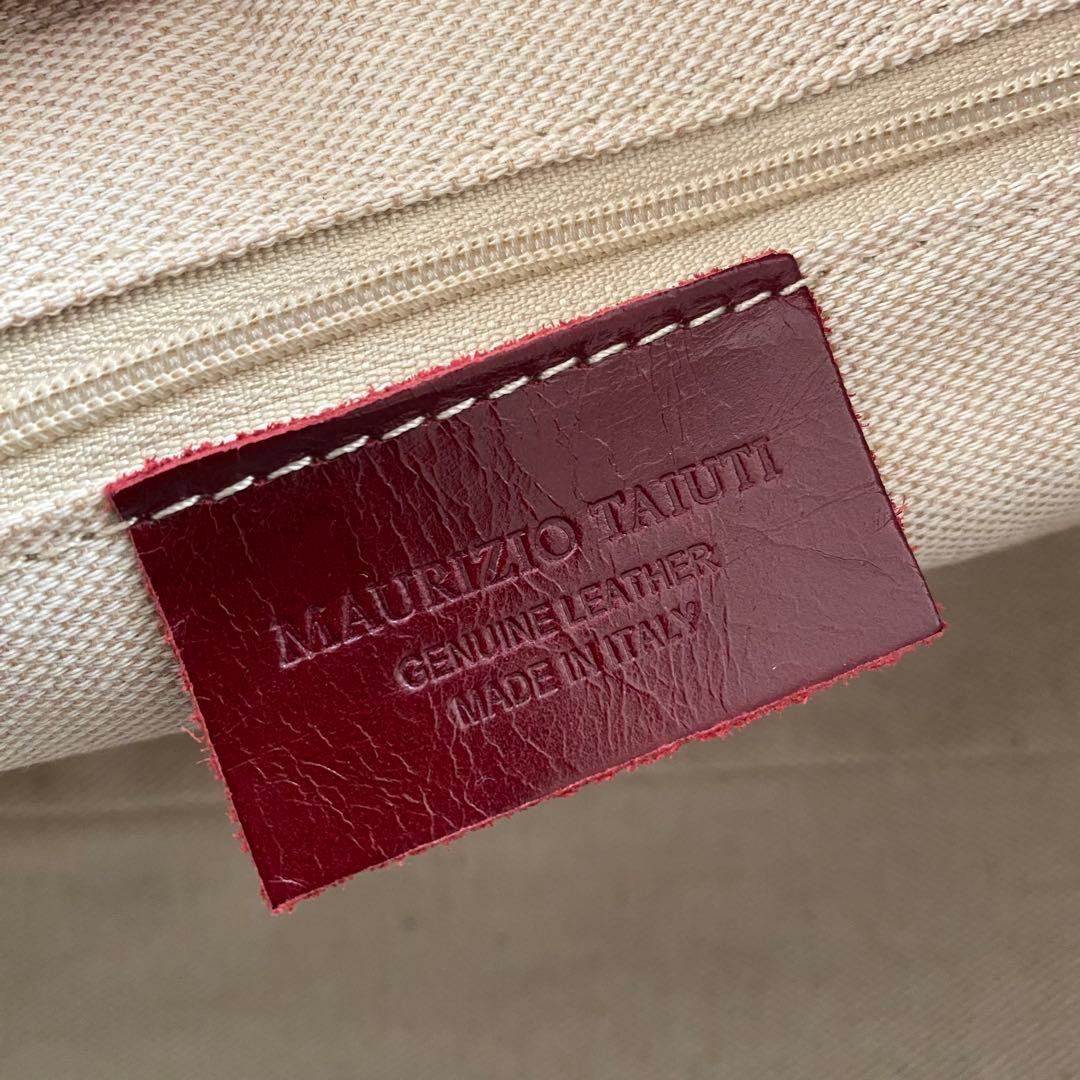 MAURIZIO TAIUTI
GENUINE LEATHER
MADE IN ITALY